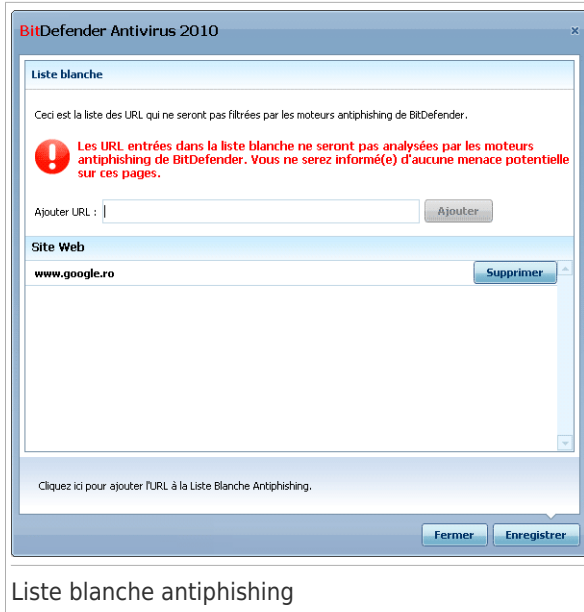 BitDefender Antivirus 2010
Liste blanche
Ceci est la liste des URL qui ne seront pas filtrées par les moteurs antiphishing de BitDefender.
Les URL entrées dans la liste blanche ne seront pas analysées par les moteurs
antiphishing de BitDefender. Vous ne serez informé(e) d'aucune menace potentielle
sur ces pages.
Ajouter URL : Ajouter
Site Web
www.google.ro Supprimer
Cliquez ici pour ajouter l'URL à la Liste Blanche Antiphishing.
Fermer Enregistrer
Liste blanche antiphishing